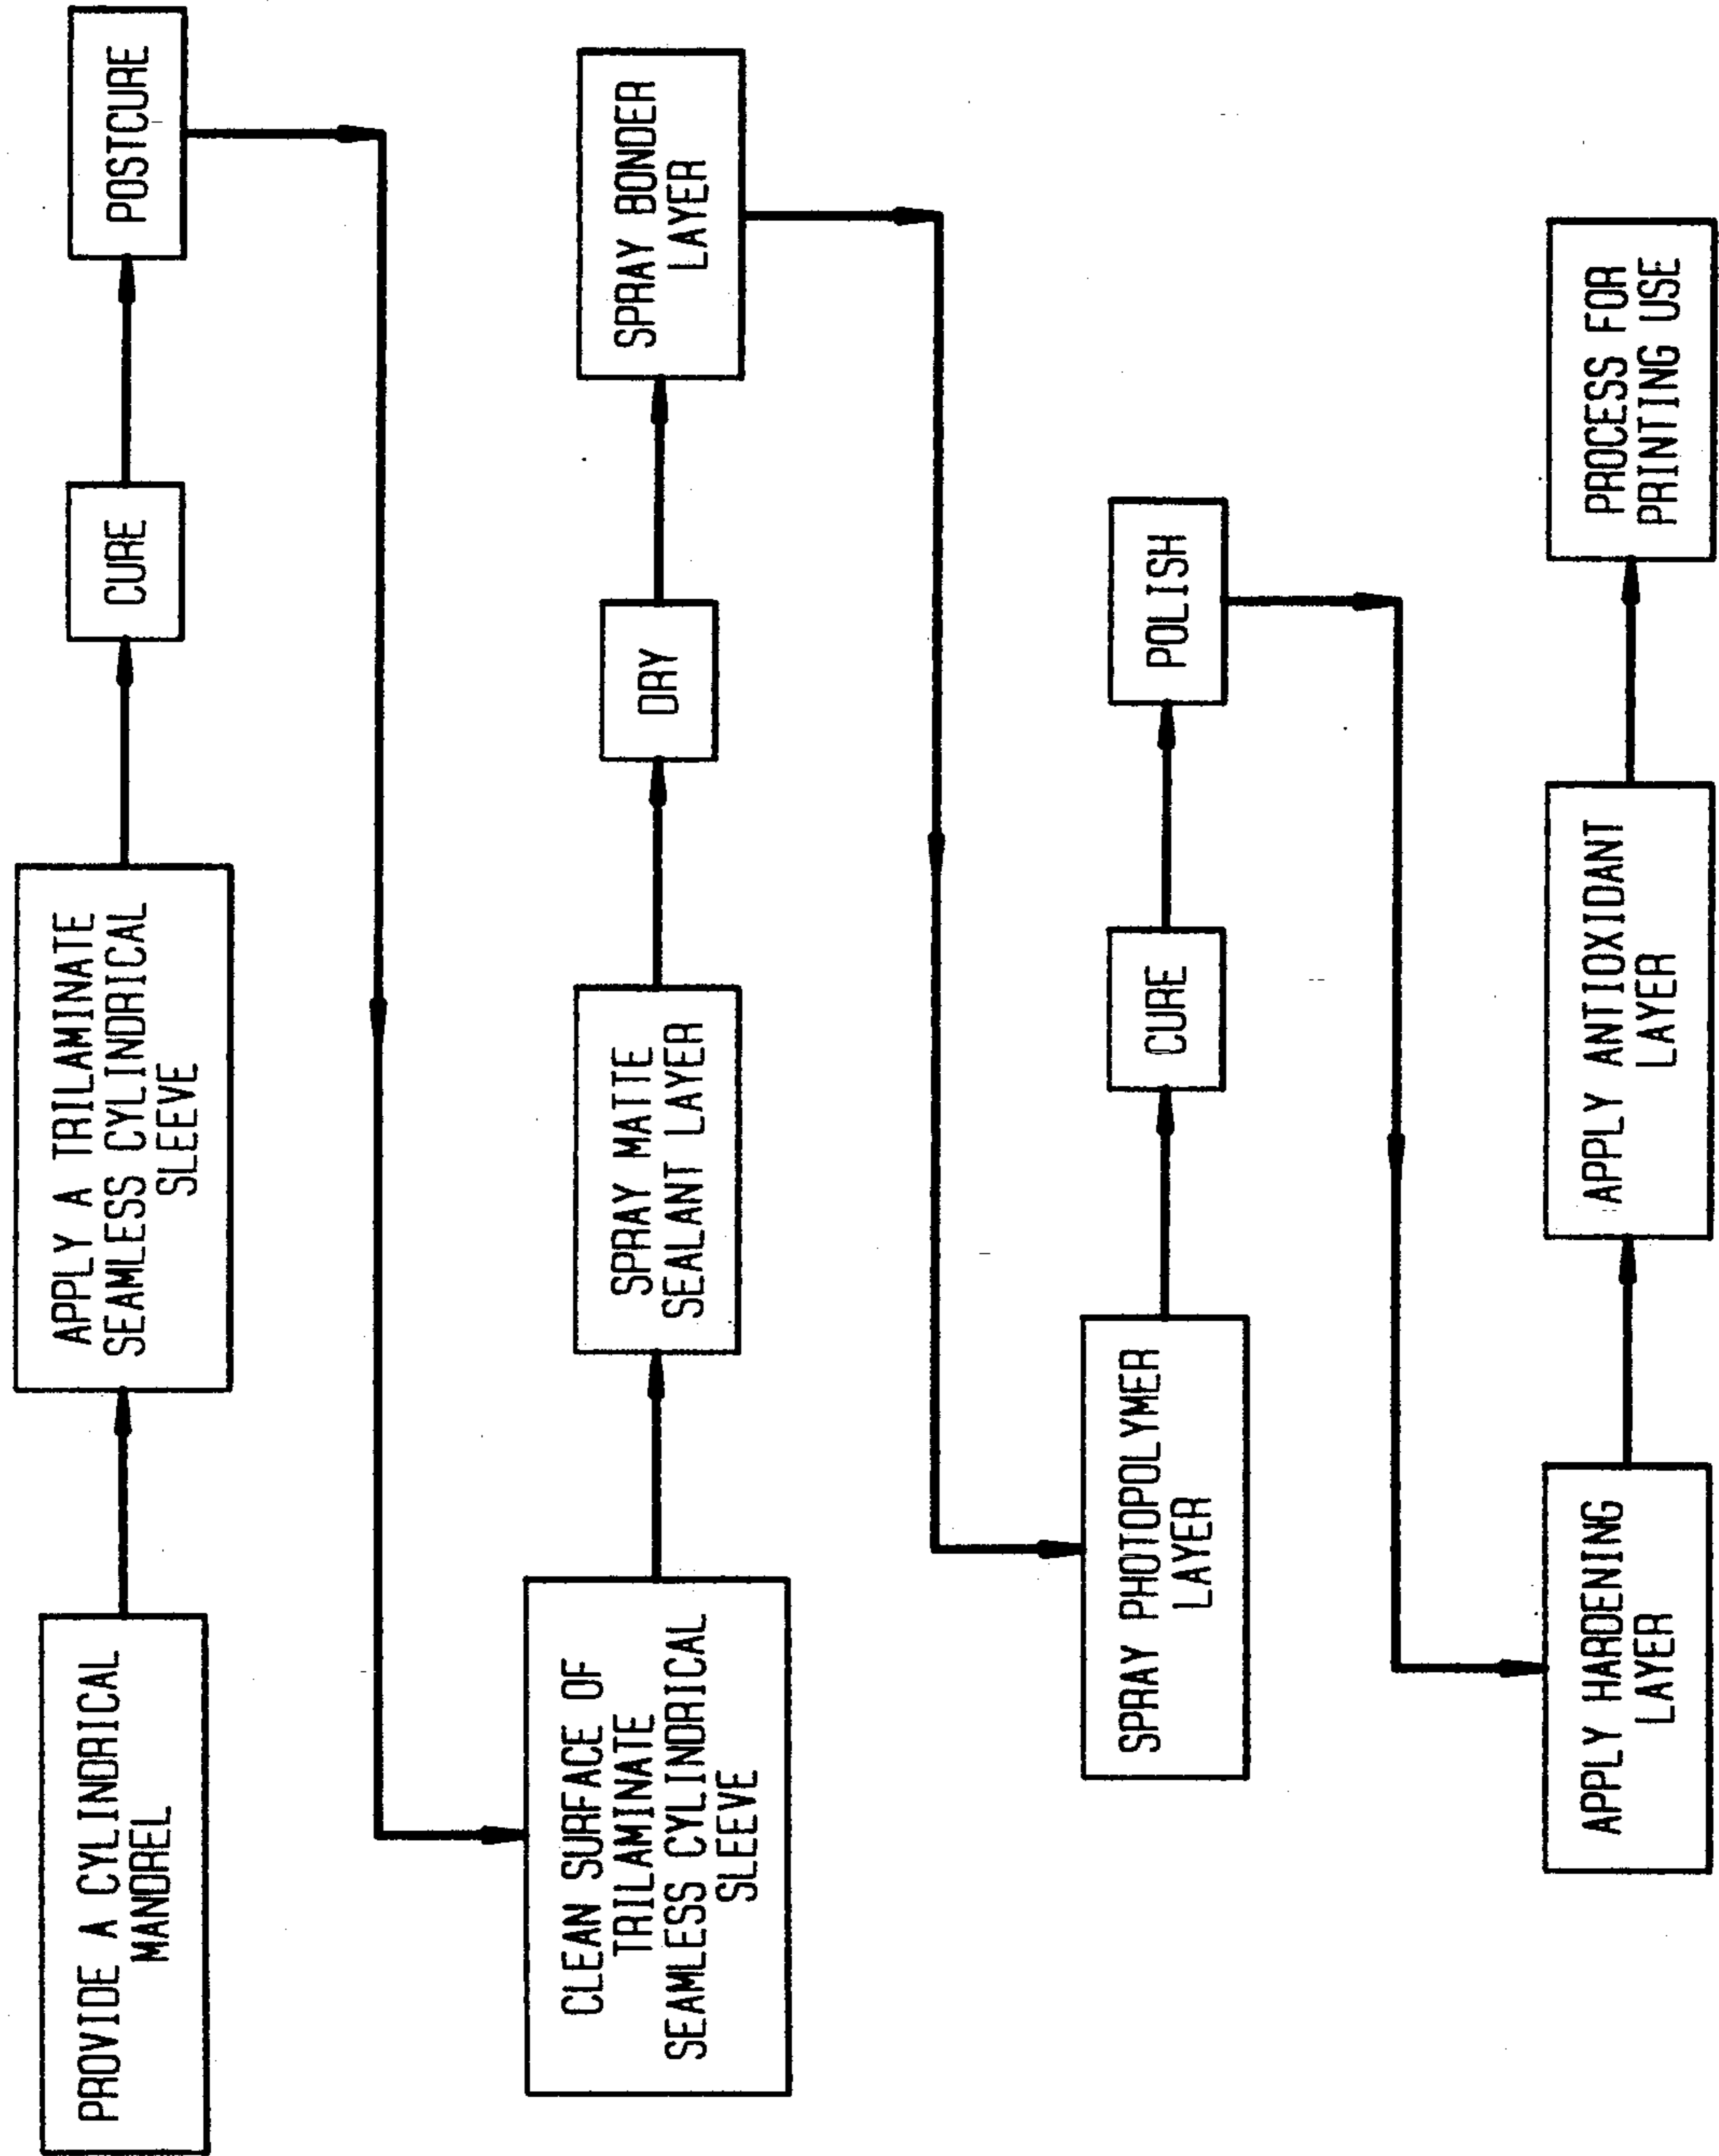 PROVIDE A CYLINDRICAL
MANDREL
APPLY A TRILAMINATE
SEAMLESS CYLINDRICAL
SLEEVE
CURE
POSTCURE
CLEAN SURFACE OF
TRILAMINATE
SEAMLESS CYLINDRICAL
SLEEVE
SPRAY MATTE
SEALANT LAYER
DRY
SPRAY BONDER
LAYER
SPRAY PHOTOPOLYMER
LAYER
CURE
POLISH
APPLY HARDENING
LAYER
APPLY ANTIOXIDANT
LAYER
PROCESS FOR
PRINTING USE